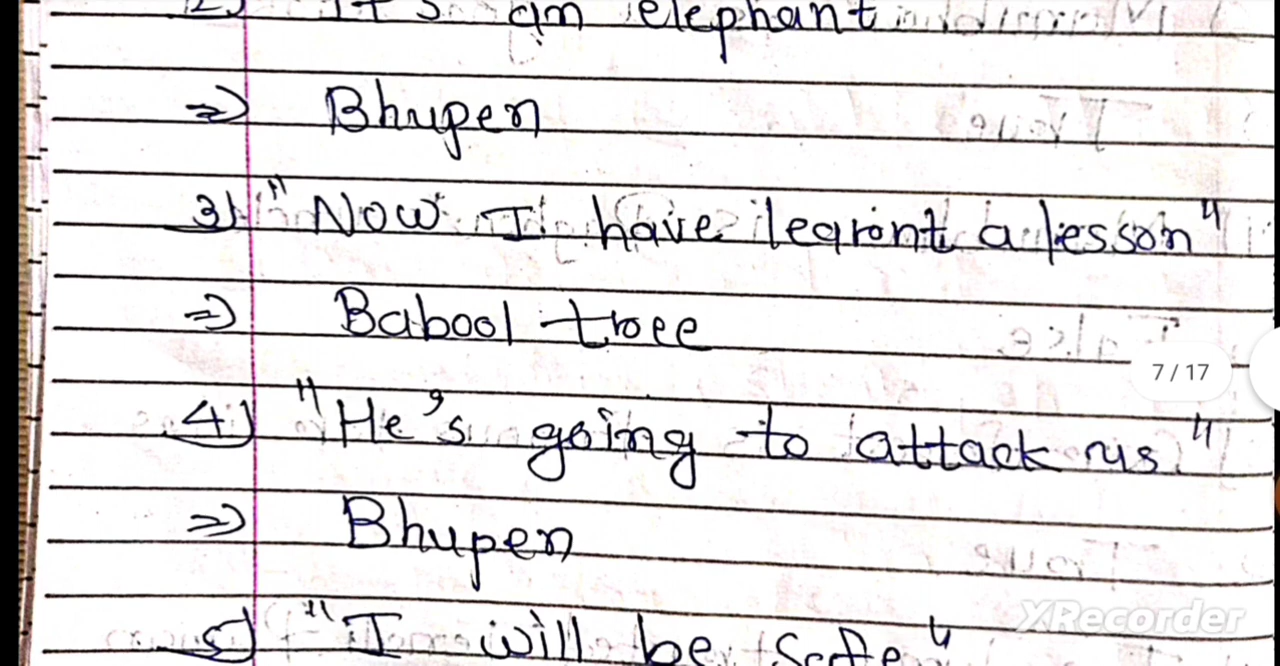 2) It's an elephant
=> Bhupen
3) "Now I have learnt a lesson"
=> Babool tree
7/17
4) "He's going to attack us."
=> Bhupen
XRecorder
5) "I will be safe"